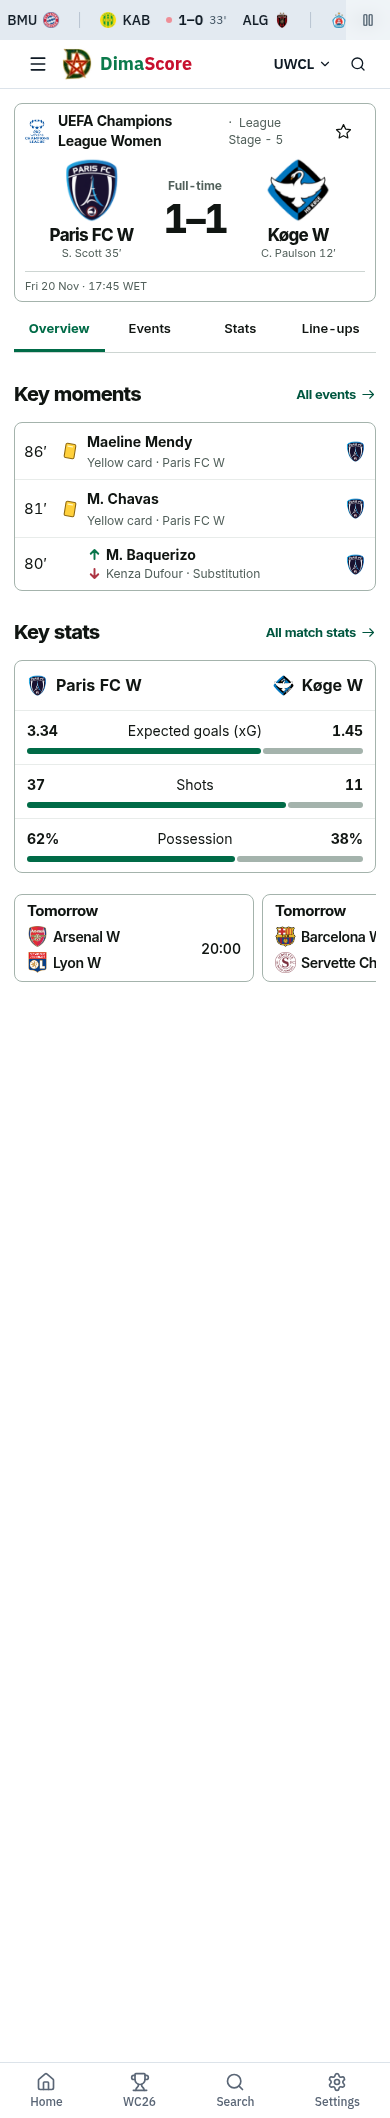 BMU KAB 1–0 33' ALG
DimaScore UWCL
UEFA Champions League Women · League Stage - 5
Full-time
1–1
Paris FC W Køge W
S. Scott 35’ C. Paulson 12’
Fri 20 Nov · 17:45 WET
Overview Events Stats Line-ups
Key moments All events →
86’ Maeline Mendy
Yellow card · Paris FC W
81’ M. Chavas
Yellow card · Paris FC W
80’ ↑ M. Baquerizo
↓ Kenza Dufour · Substitution
Key stats All match stats →
Paris FC W Køge W
3.34 Expected goals (xG) 1.45
37 Shots 11
62% Possession 38%
Tomorrow
Arsenal W
Lyon W
20:00
Tomorrow
Barcelona W
Servette Ch
Home WC26 Search Settings